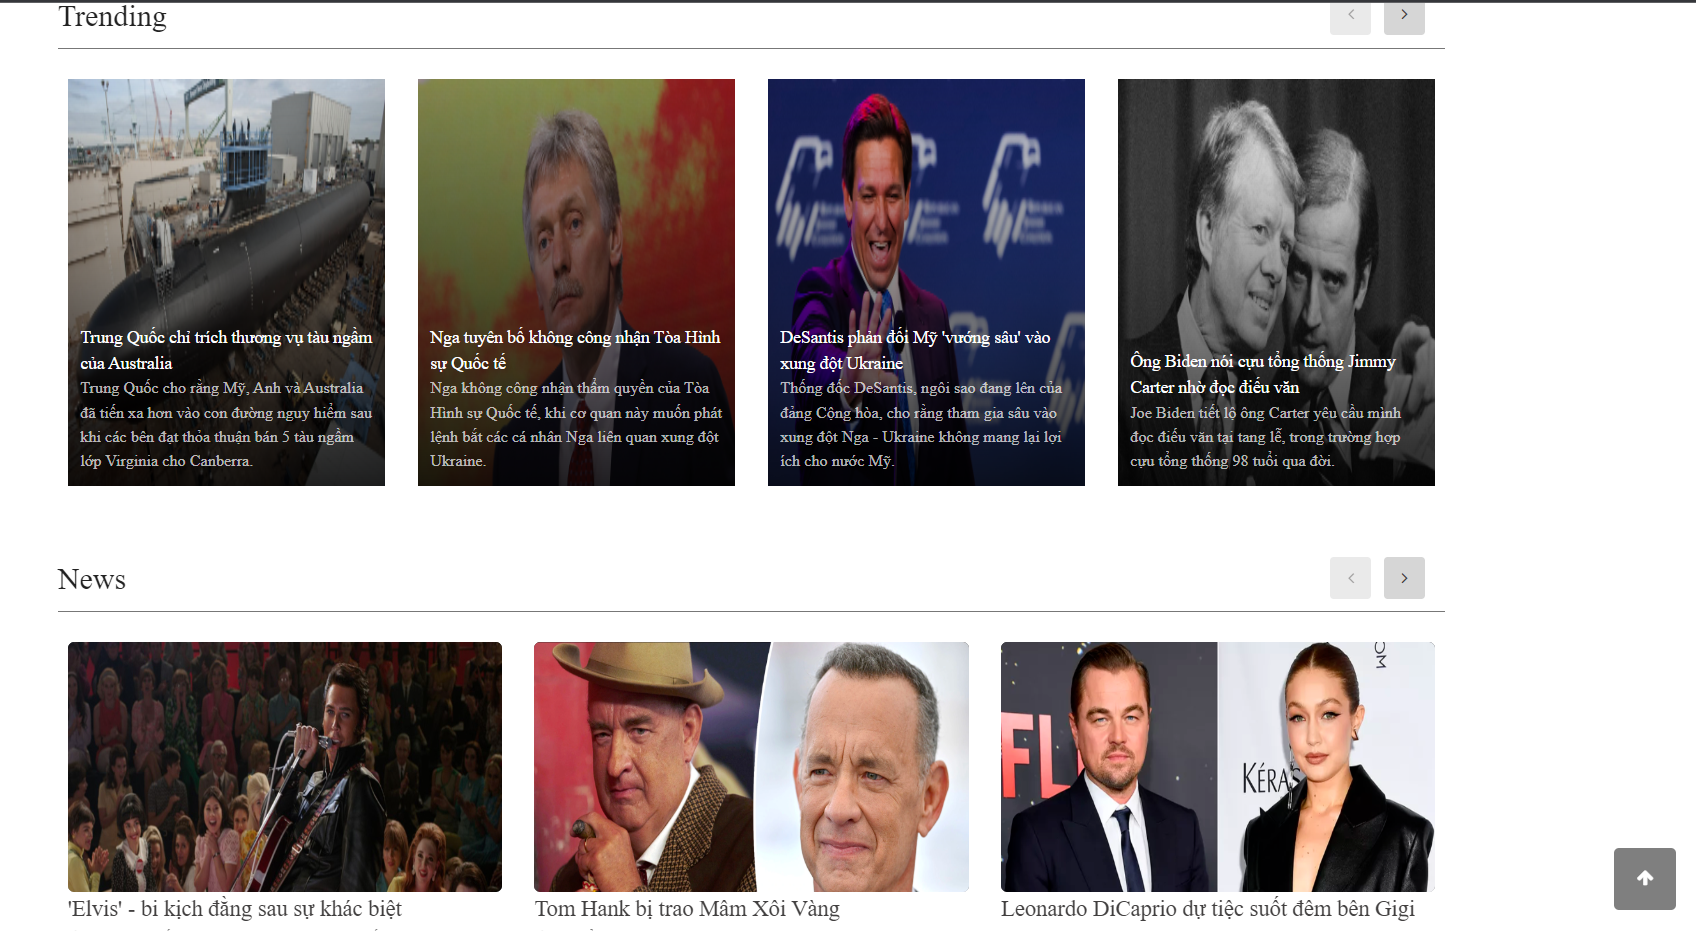 Trending
Trung Quốc chỉ trích thương vụ tàu ngầm
của Australia
Trung Quốc cho rằng Mỹ, Anh và Australia
đã tiến xa hơn vào con đường nguy hiểm sau
khi các bên đạt thỏa thuận bán 5 tàu ngầm
lớp Virginia cho Canberra.
Nga tuyên bố không công nhận Tòa Hình
sự Quốc tế
Nga không công nhận thẩm quyền của Tòa
Hình sự Quốc tế, khi cơ quan này muốn phát
lệnh bắt các cá nhân Nga liên quan xung đột
Ukraine.
DeSantis phản đối Mỹ 'vướng sâu' vào
xung đột Ukraine
Thống đốc DeSantis, ngôi sao đang lên của
đảng Cộng hòa, cho rằng tham gia sâu vào
xung đột Nga - Ukraine không mang lại lợi
ích cho nước Mỹ.
Ông Biden nói cựu tổng thống Jimmy
Carter nhờ đọc điếu văn
Joe Biden tiết lộ ông Carter yêu cầu mình
đọc điếu văn tại tang lễ, trong trường hợp
cựu tổng thống 98 tuổi qua đời.
News
FL
KÉRAS
OM
'Elvis' - bi kịch đằng sau sự khác biệt
Tom Hank bị trao Mâm Xôi Vàng
Leonardo DiCaprio dự tiệc suốt đêm bên Gigi